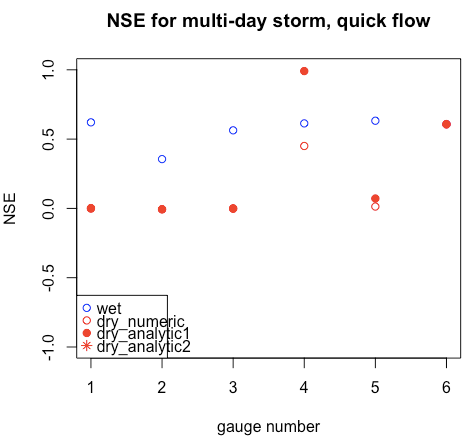 NSE for multi-day storm, quick flow
1.0
0.5
0.0
-0.5
-1.0
NSE
wet
dry_numeric
dry_analytic1
dry_analytic2
1 2 3 4 5 6
gauge number